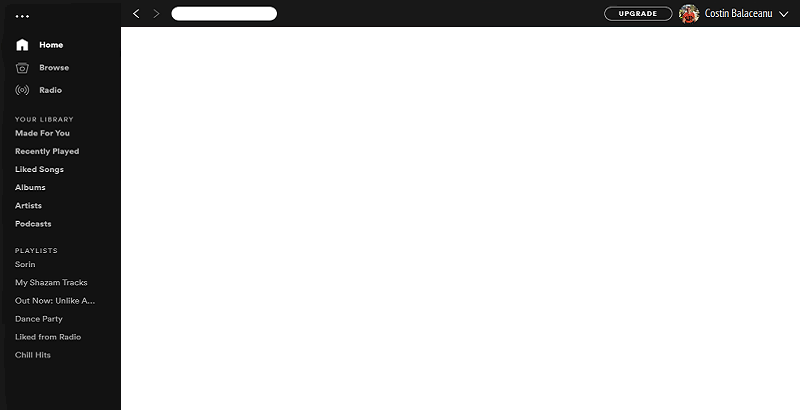 UPGRADE
Costin Balaceanu
Home
Browse
Radio
YOUR LIBRARY
Made For You
Recently Played
Liked Songs
Albums
Artists
Podcasts
PLAYLISTS
Sorin
My Shazam Tracks
Out Now: Unlike A...
Dance Party
Liked from Radio
Chill Hits